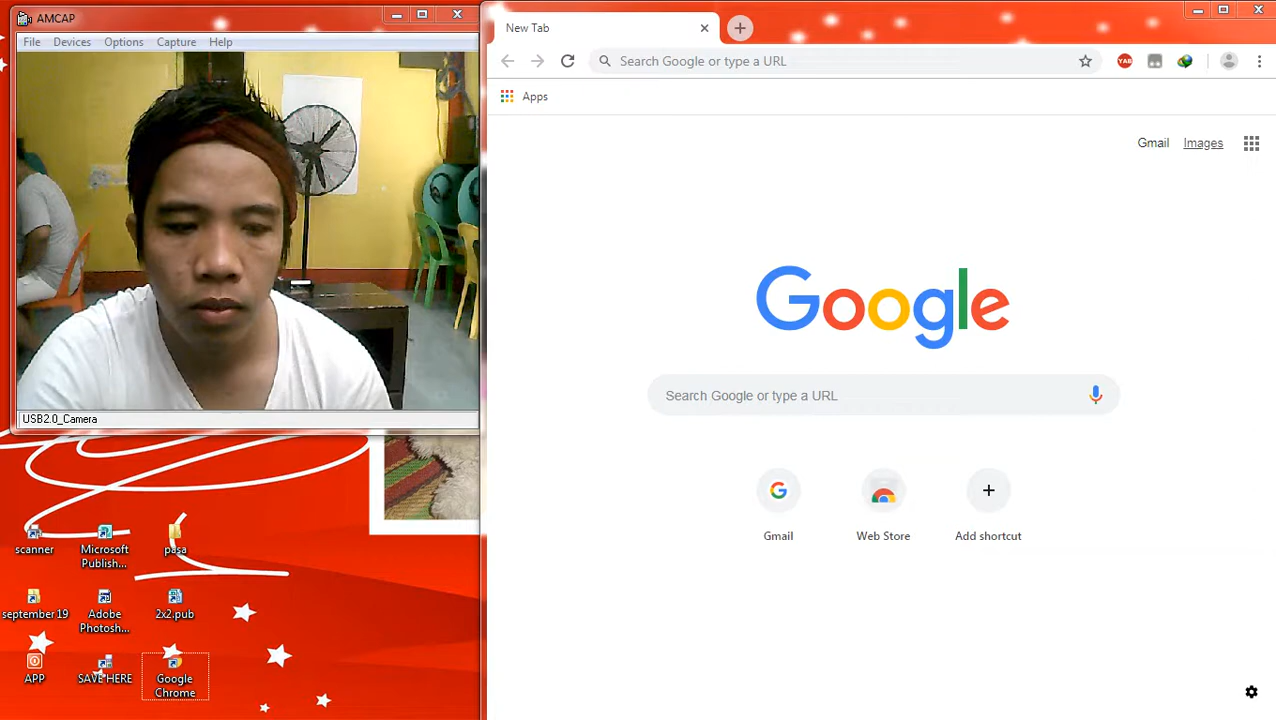 AMCAP
File Devices Options Capture Help
USB2.0_Camera
New Tab
Search Google or type a URL
YAB
Apps
Gmail Images
Google
Search Google or type a URL
G
Gmail
Web Store
Add shortcut
scanner
Microsoft
Publish...
pasa
september 19
Adobe
Photosh...
2x2.pub
APP
SAVE HERE
Google
Chrome